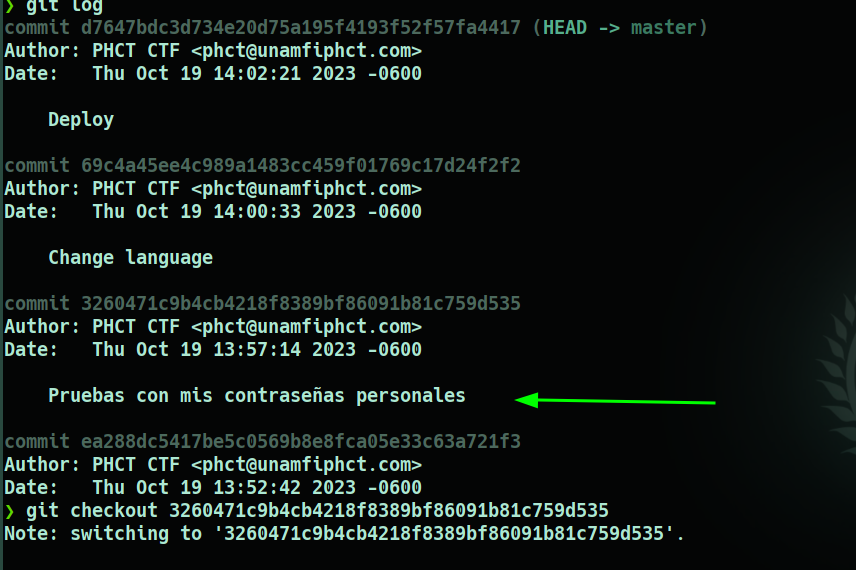 ❯ git log
commit d7647bdc3d734e20d75a195f4193f52f57fa4417 (HEAD -> master)
Author: PHCT CTF <phct@unamfiphct.com>
Date:   Thu Oct 19 14:02:21 2023 -0600
Deploy
commit 69c4a45ee4c989a1483cc459f01769c17d24f2f2
Author: PHCT CTF <phct@unamfiphct.com>
Date:   Thu Oct 19 14:00:33 2023 -0600
Change language
commit 3260471c9b4cb4218f8389bf86091b81c759d535
Author: PHCT CTF <phct@unamfiphct.com>
Date:   Thu Oct 19 13:57:14 2023 -0600
Pruebas con mis contraseñas personales
commit ea288dc5417be5c0569b8e8fca05e33c63a721f3
Author: PHCT CTF <phct@unamfiphct.com>
Date:   Thu Oct 19 13:52:42 2023 -0600
❯ git checkout 3260471c9b4cb4218f8389bf86091b81c759d535
Note: switching to '3260471c9b4cb4218f8389bf86091b81c759d535'.